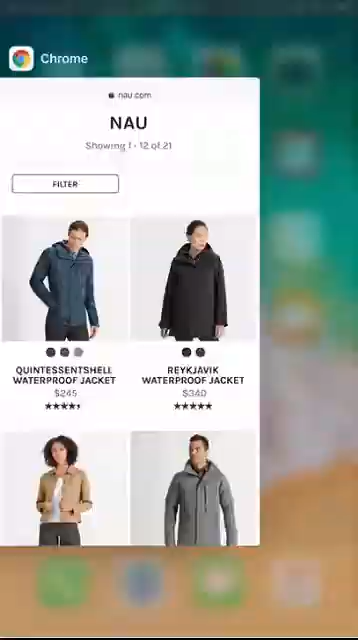 Chrome
nau.com
NAU
Showing 1 - 12 of 21
FILTER
QUINTESSENTSHELL
WATERPROOF JACKET
$245
REYKJAVIK
WATERPROOF JACKET
$340